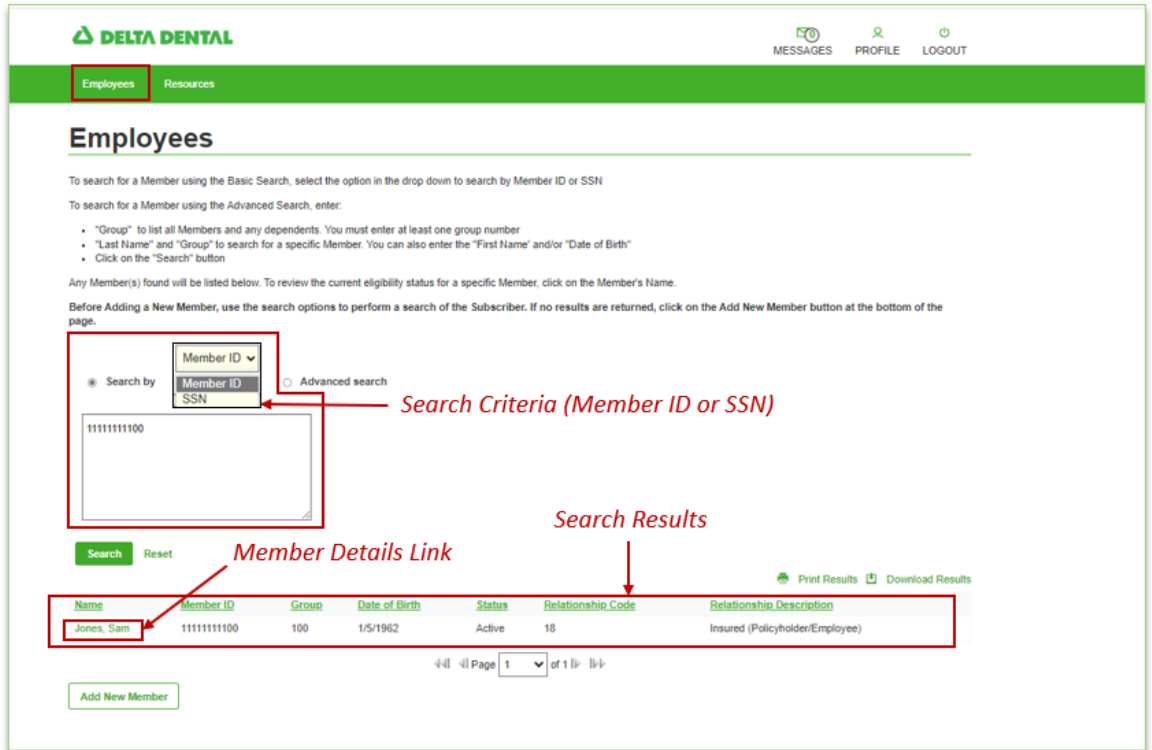 DELTA DENTAL
0
MESSAGES PROFILE LOGOUT
Employees Resources
Employees
To search for a Member using the Basic Search, select the option in the drop down to search by Member ID or SSN
To search for a Member using the Advanced Search, enter:
• "Group" to list all Members and any dependents. You must enter at least one group number
• "Last Name" and "Group" to search for a specific Member. You can also enter the "First Name' and/or "Date of Birth"
• Click on the "Search" button
Any Member(s) found will be listed below. To review the current eligibility status for a specific Member, click on the Member's Name.
Before Adding a New Member, use the search options to perform a search of the Subscriber. If no results are returned, click on the Add New Member button at the bottom of the
page.
Member ID
Search by Member ID Advanced search
SSN
Search Criteria (Member ID or SSN)
11111111100
Search Results
Search Reset
Member Details Link
Print Results Download Results
Name Member ID Group Date of Birth Status Relationship Code Relationship Description
Jones, Sam 11111111100 100 1/5/1962 Active 18 Insured (Policyholder/Employee)
Page 1 of 1
Add New Member